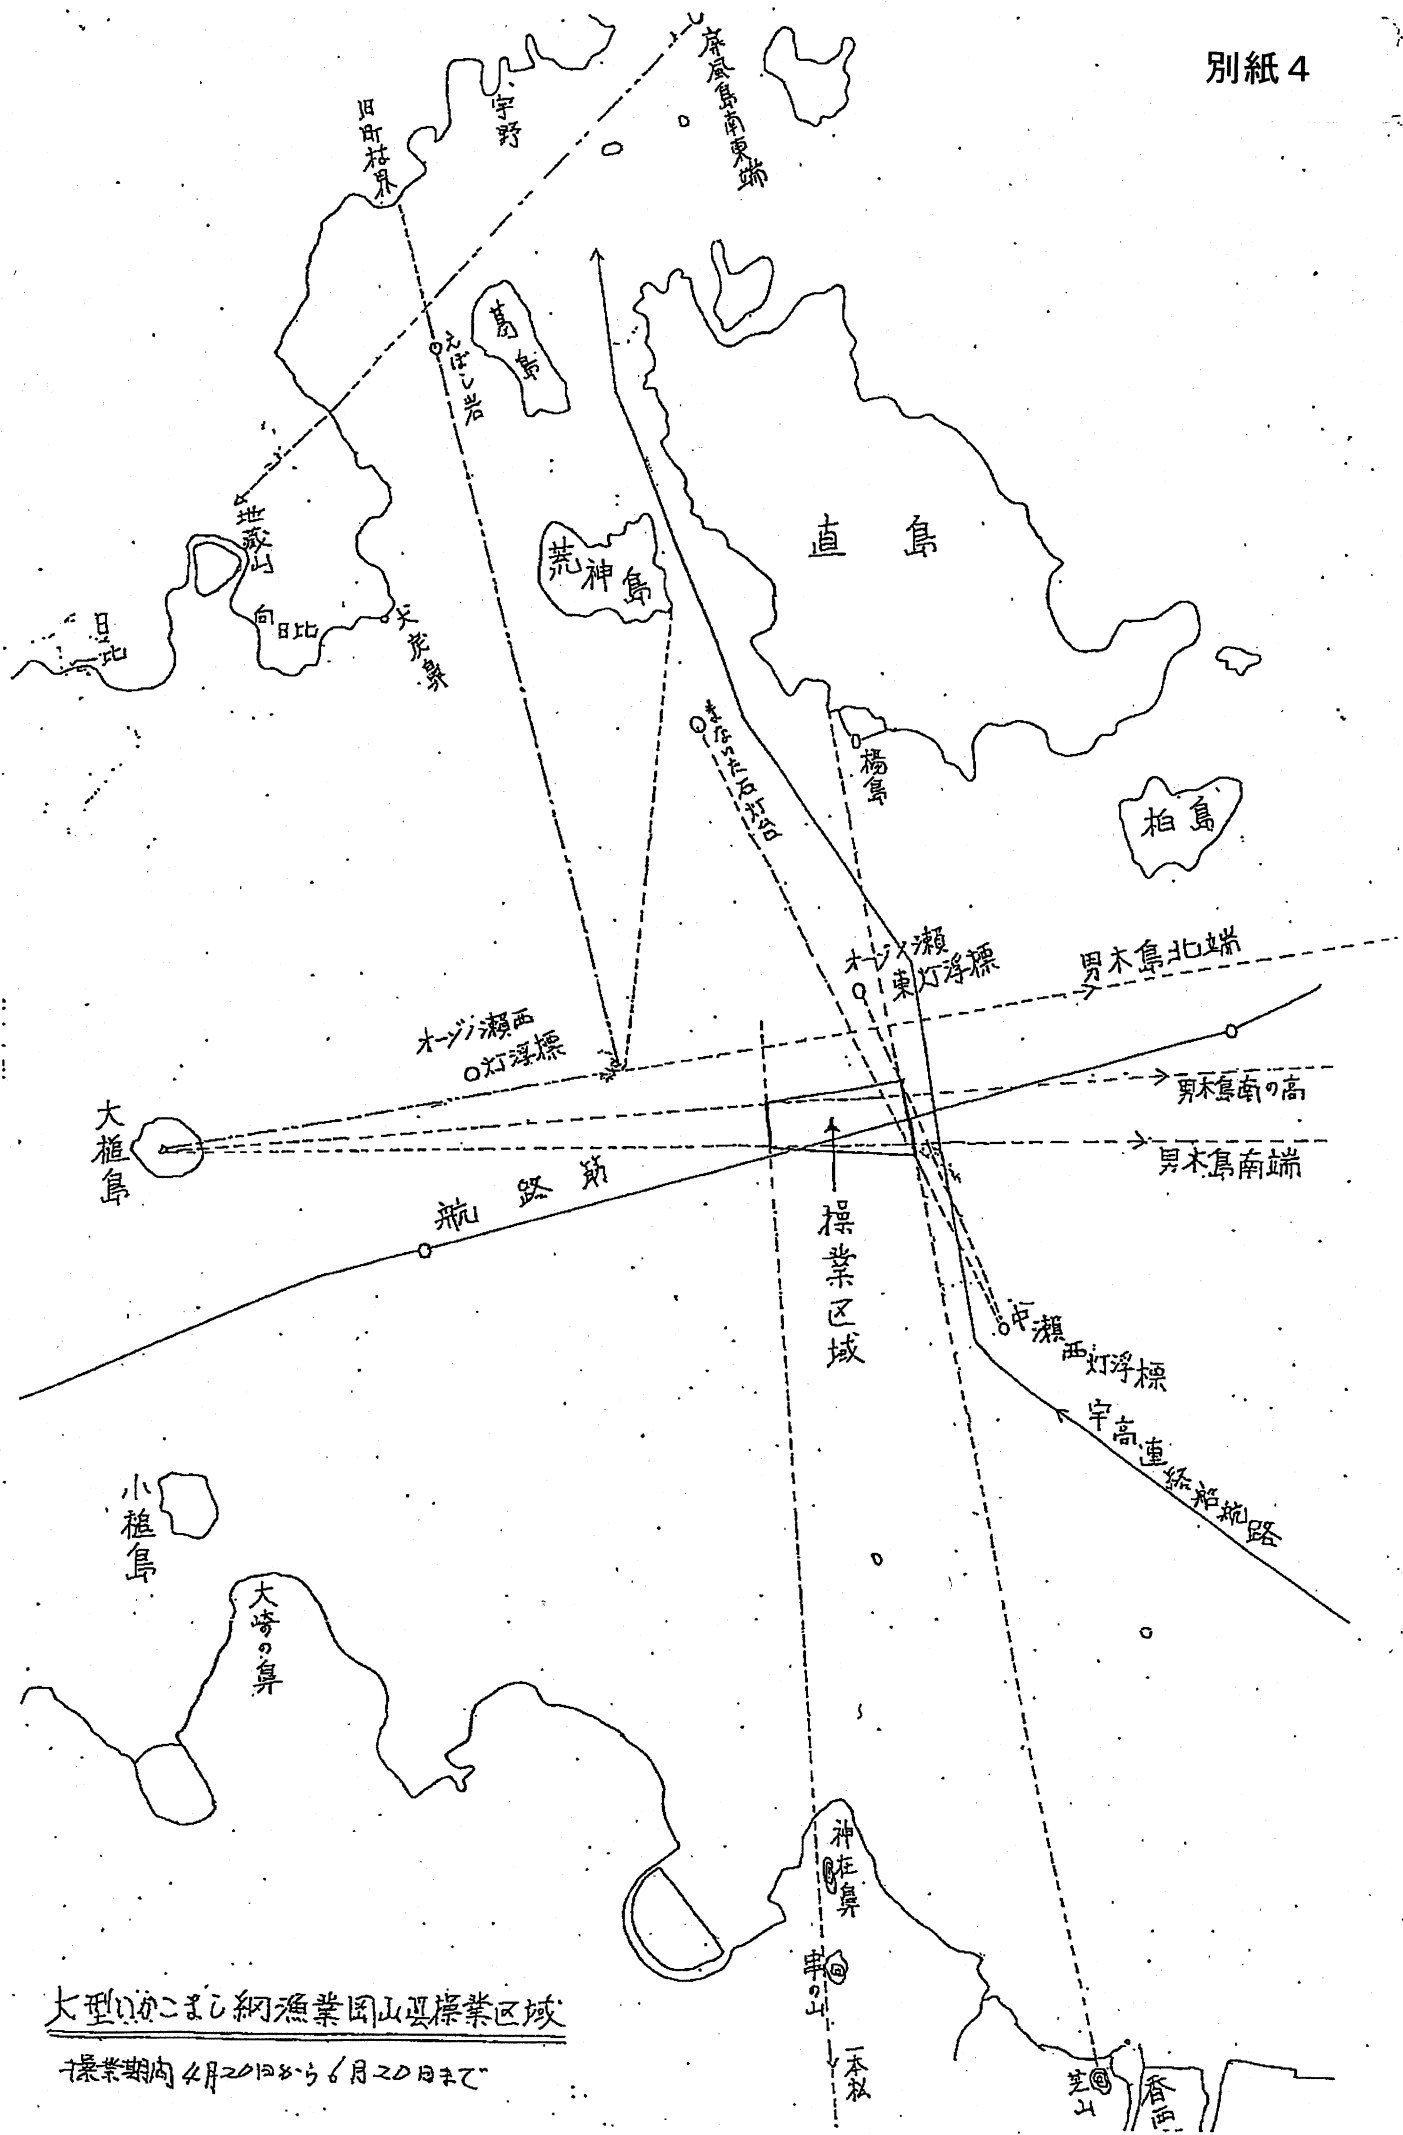 別紙4
宇野
旧町村界
屏風島南東端
葛島
えぼし岩
直島
荒神島
地蔵山
向日比
日比
まないた石灯台
柏島
オージノ瀬
東灯浮標
男木島北端
オージノ瀬西
灯浮標
男木島南の高
大槌島
男木島南端
航路筋
操業区域
中瀬西灯浮標
宇高連絡船航路
小槌島
大崎の鼻
神在鼻
串の山
一本松
芝山
香西
大型いかこまし網漁業岡山県操業区域
操業期間 4月20日から6月20日まで